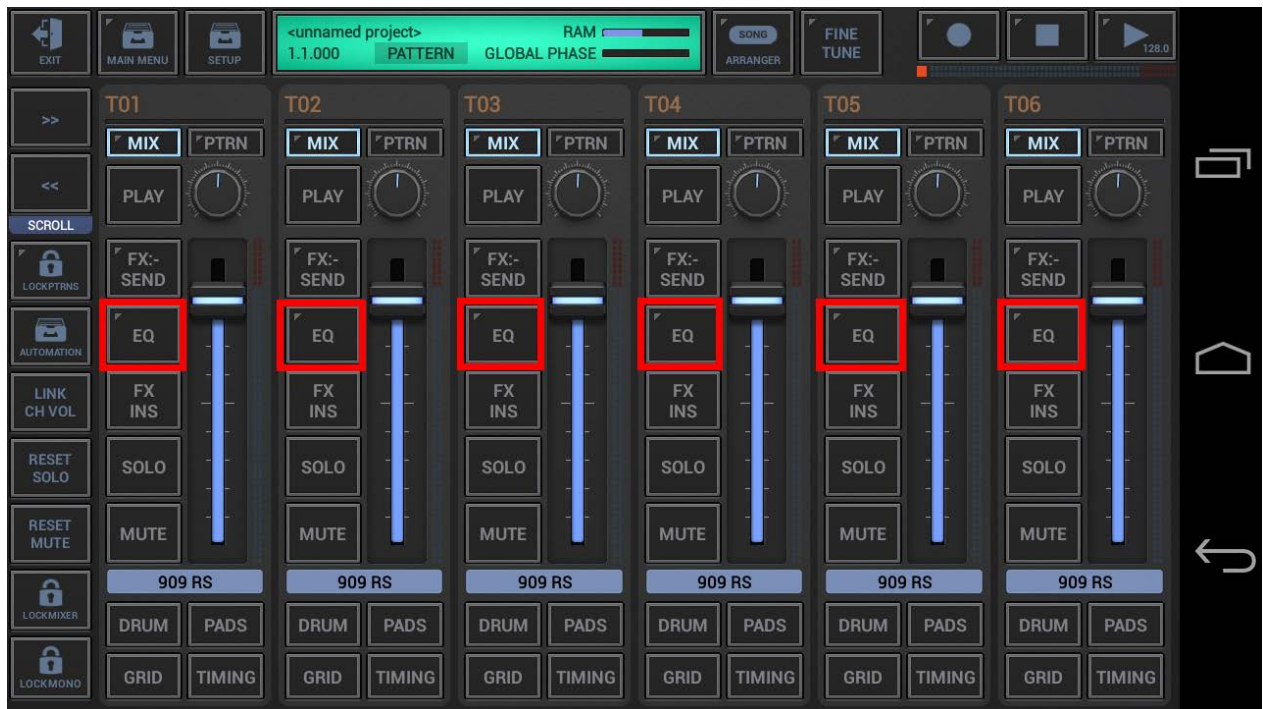 EXIT
MAIN MENU
SETUP
<unnamed project>
RAM
1.1.000
PATTERN
GLOBAL PHASE
SONG
ARRANGER
FINE
TUNE
128.0
>>
<<
SCROLL
LOCKPTRNS
AUTOMATION
LINK
CH VOL
RESET
SOLO
RESET
MUTE
LOCKMIXER
LOCKMONO
T01
MIX PTRN
PLAY
FX:-
SEND
EQ
FX
INS
SOLO
MUTE
909 RS
DRUM PADS
GRID TIMING
T02
MIX PTRN
PLAY
FX:-
SEND
EQ
FX
INS
SOLO
MUTE
909 RS
DRUM PADS
GRID TIMING
T03
MIX PTRN
PLAY
FX:-
SEND
EQ
FX
INS
SOLO
MUTE
909 RS
DRUM PADS
GRID TIMING
T04
MIX PTRN
PLAY
FX:-
SEND
EQ
FX
INS
SOLO
MUTE
909 RS
DRUM PADS
GRID TIMING
T05
MIX PTRN
PLAY
FX:-
SEND
EQ
FX
INS
SOLO
MUTE
909 RS
DRUM PADS
GRID TIMING
T06
MIX PTRN
PLAY
FX:-
SEND
EQ
FX
INS
SOLO
MUTE
909 RS
DRUM PADS
GRID TIMING